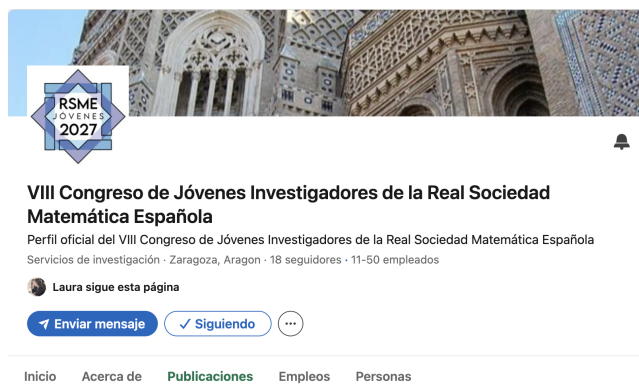 RSME
JÓVENES
2027
VIII Congreso de Jóvenes Investigadores de la Real Sociedad
Matemática Española
Perfil oficial del VIII Congreso de Jóvenes Investigadores de la Real Sociedad Matemática Española
Servicios de investigación · Zaragoza, Aragon · 18 seguidores · 11-50 empleados
Laura sigue esta página
Enviar mensaje
Siguiendo
Inicio Acerca de Publicaciones Empleos Personas